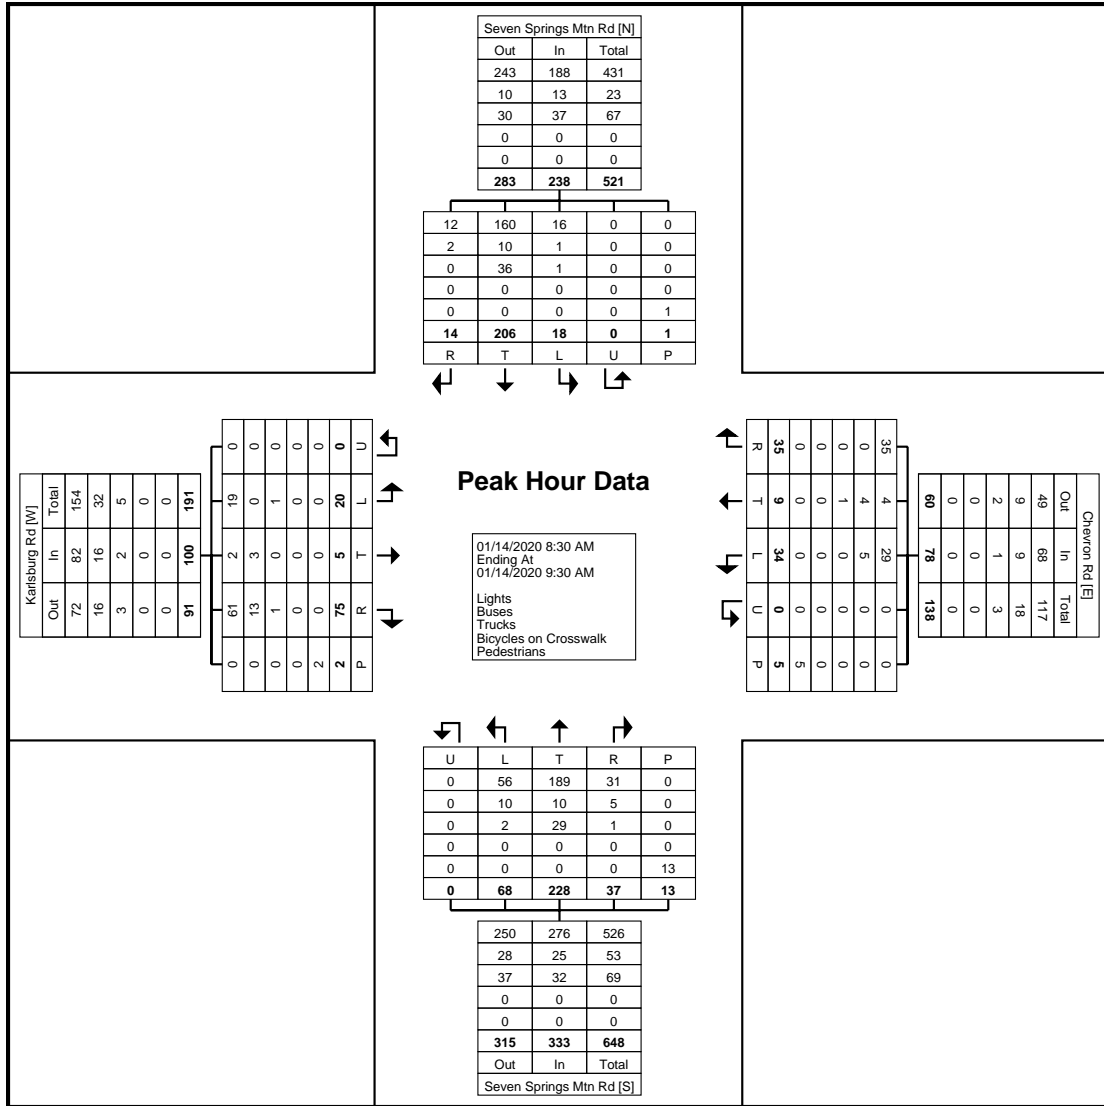 Seven Springs Mtn Rd [N]
Out In Total
243 188 431
10 13 23
30 37 67
0 0 0
0 0 0
283 238 521
12 160 16 0 0
2 10 1 0 0
0 36 1 0 0
0 0 0 0 0
0 0 0 0 1
14 206 18 0 1
R T L U P
Karlsburg Rd [W]
Total 154 32 5 0 0 191
In 82 16 2 0 0 100
Out 72 16 3 0 0 91
0 0 0 0 0 0 U
19 0 1 0 0 20 L
2 3 0 0 0 5 T
61 13 1 0 0 75 R
0 0 0 0 2 2 P
Peak Hour Data
01/14/2020 8:30 AM
Ending At
01/14/2020 9:30 AM
Lights
Buses
Trucks
Bicycles on Crosswalk
Pedestrians
R 35 0 0 0 0 35
T 9 0 0 1 4 4
L 34 0 0 0 5 29
U 0 0 0 0 0 0
P 5 5 0 0 0 0
Chevron Rd [E]
Out 49 9 2 0 0 60
In 68 9 1 0 0 78
Total 117 18 3 0 0 138
U L T R P
0 56 189 31 0
0 10 10 5 0
0 2 29 1 0
0 0 0 0 0
0 0 0 0 13
0 68 228 37 13
250 276 526
28 25 53
37 32 69
0 0 0
0 0 0
315 333 648
Out In Total
Seven Springs Mtn Rd [S]